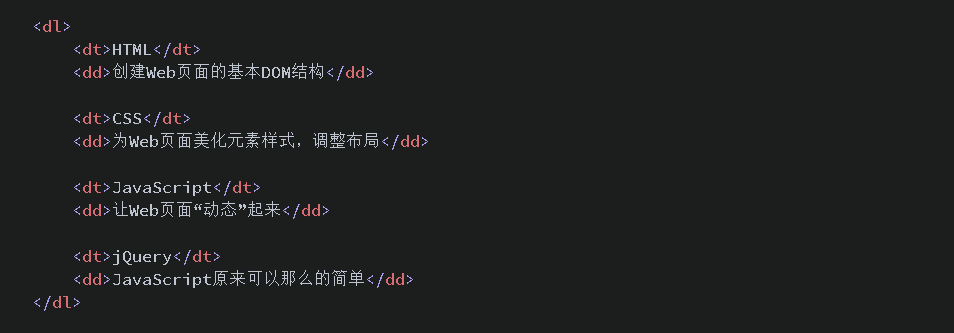 <dl>
<dt>HTML</dt>
<dd>创建Web页面的基本DOM结构</dd>
<dt>CSS</dt>
<dd>为Web页面美化元素样式，调整布局</dd>
<dt>JavaScript</dt>
<dd>让Web页面“动态”起来</dd>
<dt>jQuery</dt>
<dd>JavaScript原来可以那么的简单</dd>
</dl>